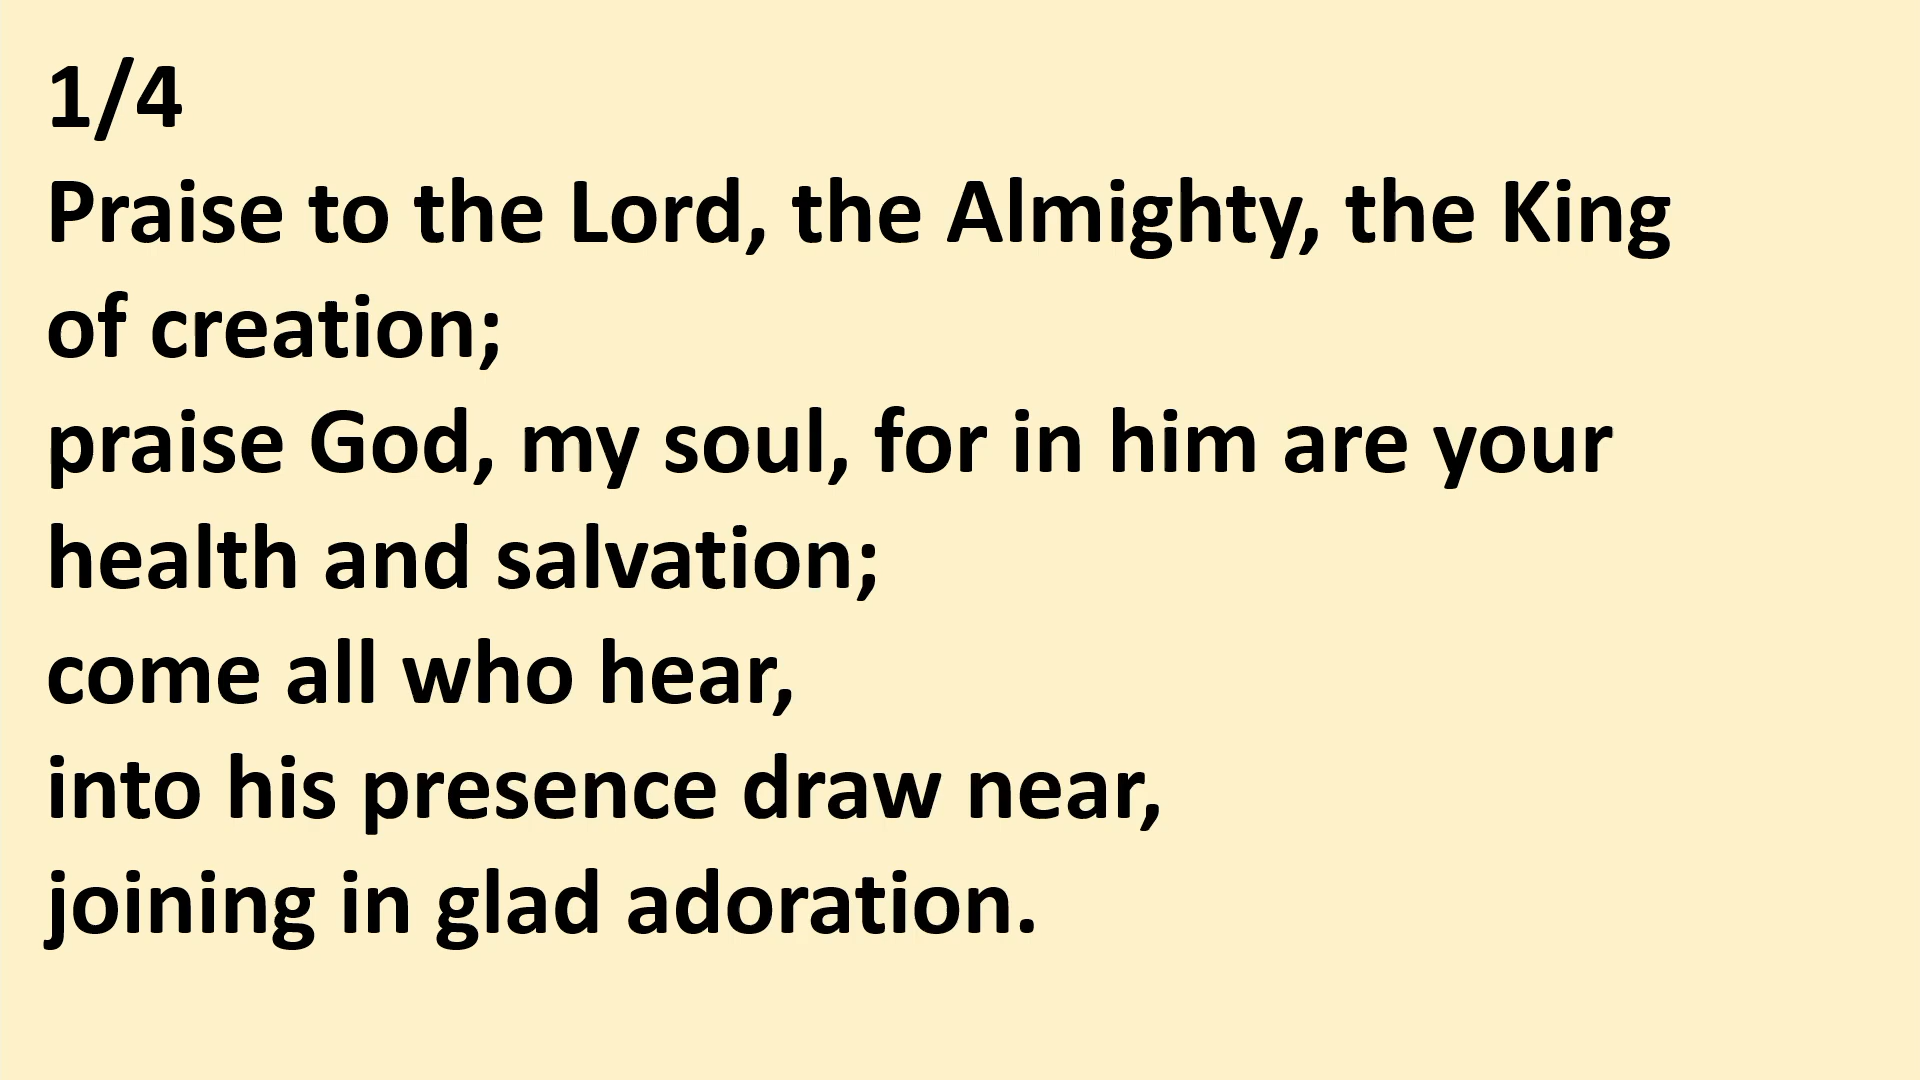 1/4
Praise to the Lord, the Almighty, the King
of creation;
praise God, my soul, for in him are your
health and salvation;
come all who hear,
into his presence draw near,
joining in glad adoration.